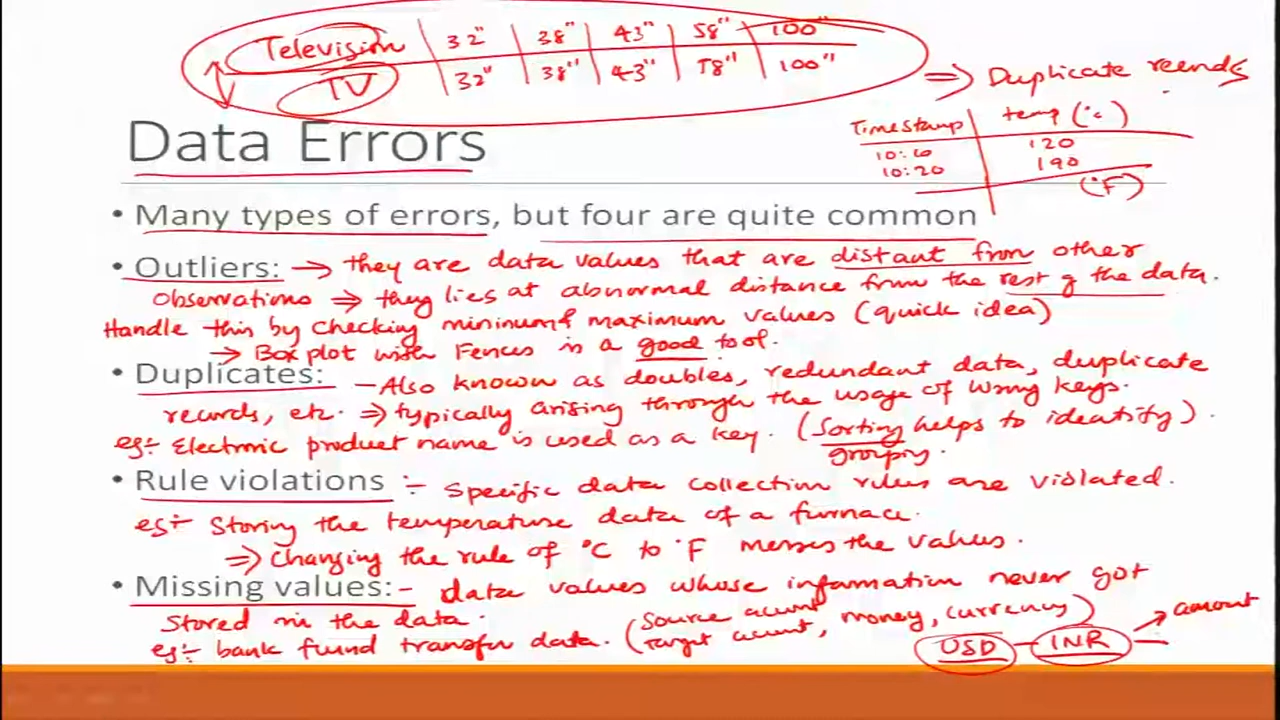 Television | 32" | 38" | 43" | 58" | 100"
TV | 32" | 38" | 43" | 58" | 100"
⇒ Duplicate records
Timestamp | temp (°c)
10:10 | 120
10:20 | 190
(°F)
Data Errors
• Many types of errors, but four are quite common
• Outliers: → they are data values that are distant from other
Observations ⇒ they lies at abnormal distance from the rest of the data.
Handle this by checking minimum & maximum values (quick idea)
→ Box plot with Fences is a good tool.
• Duplicates: - Also known as doubles, redundant data, duplicate
records, etc. ⇒ typically arising through the usage of wrong keys.
eg:- Electronic product name is used as a key. (Sorting helps to identify).
grouping.
• Rule violations :- Specific data collection rules are violated.
eg:- Storing the temperature data of a furnace.
⇒ Changing the rule of °C to °F messes the values.
• Missing values: - data values whose information never got
Stored in the data.
eg:- bank fund transfer data. (Source acunt, Target acunt, money, currency)
USD - INR → amount